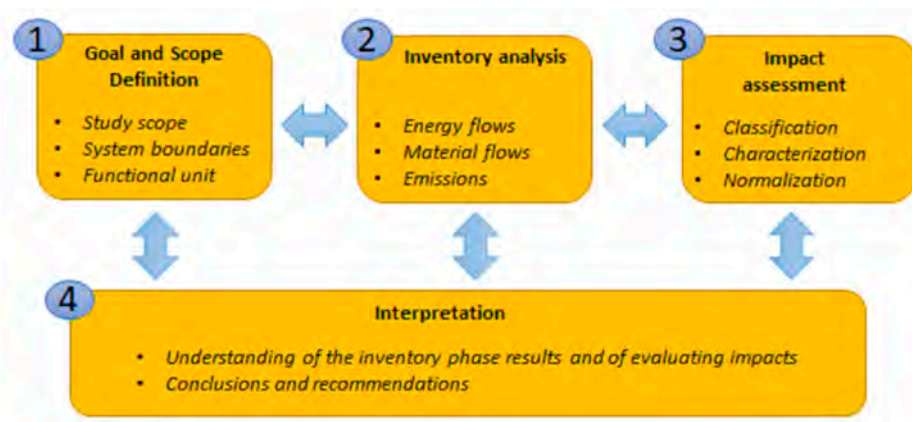 1
Goal and Scope
Definition
• Study scope
• System boundaries
• Functional unit
2
Inventory analysis
• Energy flows
• Material flows
• Emissions
3
Impact
assessment
• Classification
• Characterization
• Normalization
4
Interpretation
• Understanding of the inventory phase results and of evaluating impacts
• Conclusions and recommendations